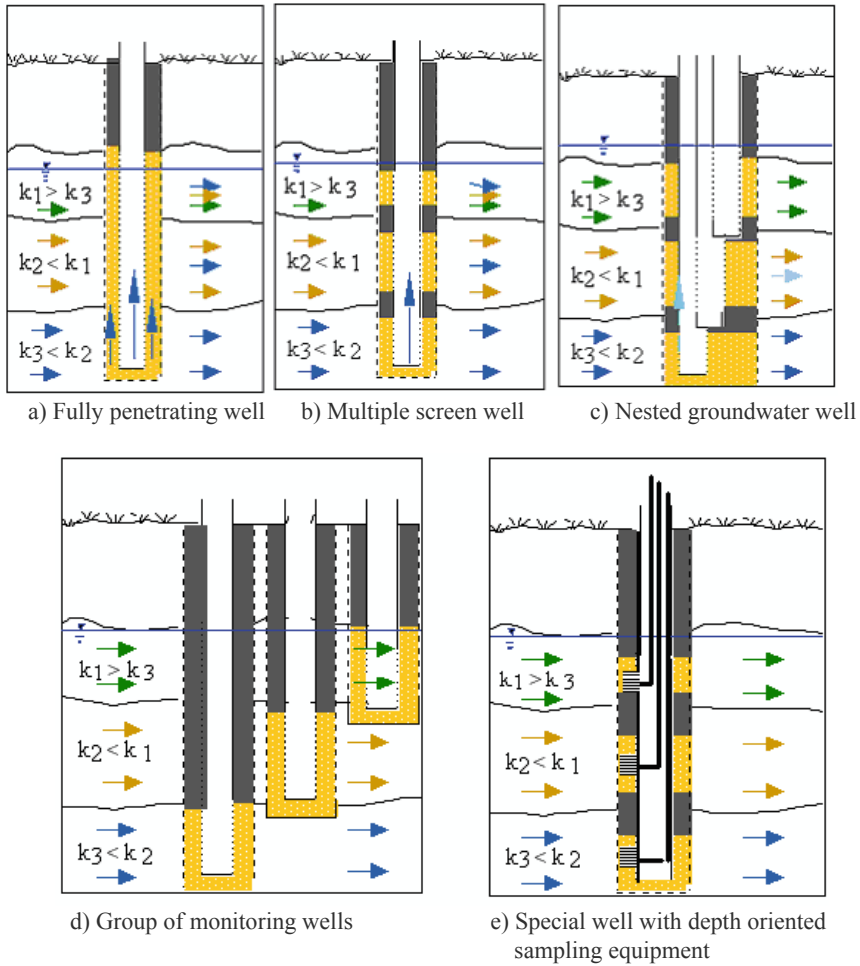 k₁> k₃
k₂< k₁
k₃< k₂
a) Fully penetrating well
k₁> k₃
k₂< k₁
k₃< k₂
b) Multiple screen well
k₁> k₃
k₂< k₁
k₃< k₂
c) Nested groundwater well
k₁> k₃
k₂< k₁
k₃< k₂
d) Group of monitoring wells
k₁> k₃
k₂< k₁
k₃< k₂
e) Special well with depth oriented
sampling equipment